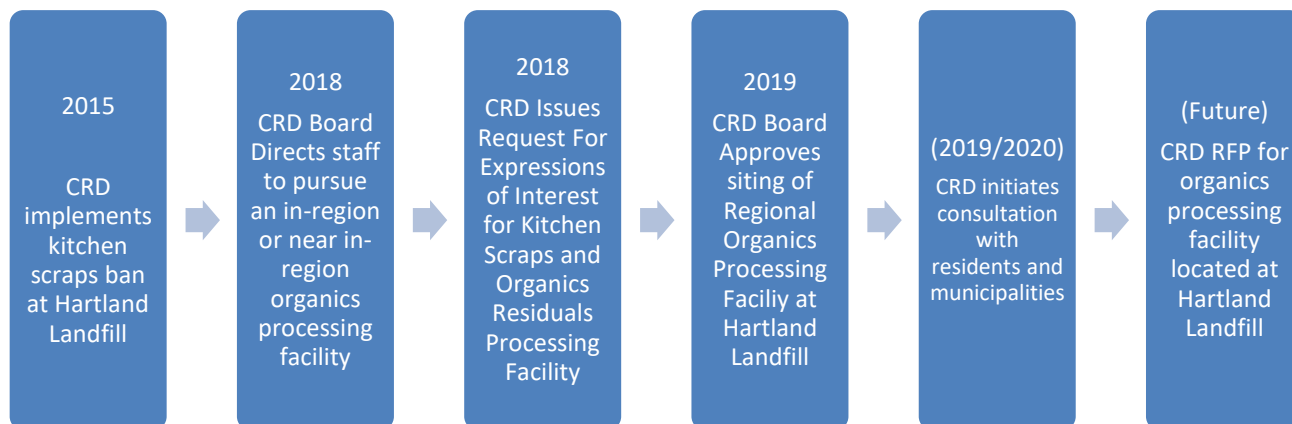 2015
CRD
implements
kitchen
scraps ban
at Hartland
Landfill
2018
CRD Board
Directs staff
to pursue
an in-region
or near in-
region
organics
processing
facility
2018
CRD Issues
Request For
Expressions
of Interest
for Kitchen
Scraps and
Organics
Residuals
Processing
Facility
2019
CRD Board
Approves
siting of
Regional
Organics
Processing
Faciliy at
Hartland
Landfill
(2019/2020)
CRD initiates
consultation
with
residents and
municipalities
(Future)
CRD RFP for
organics
processing
facility
located at
Hartland
Landfill